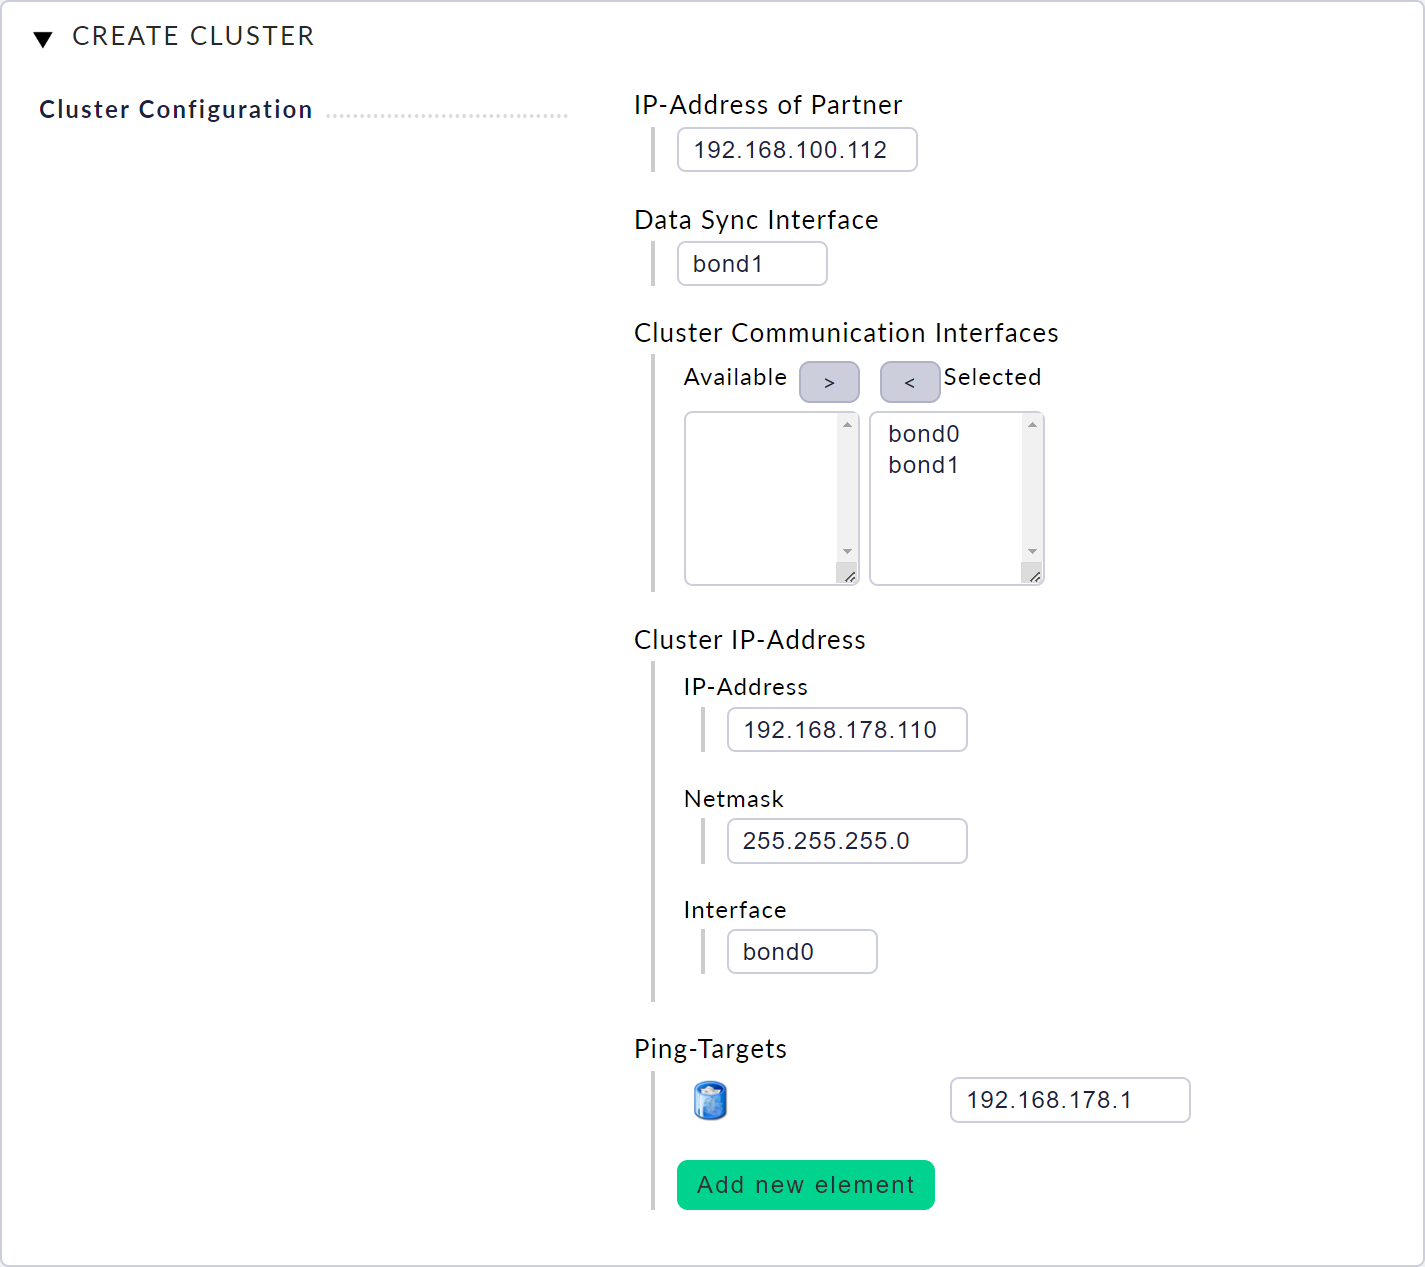 ▼ CREATE CLUSTER
Cluster Configuration
IP-Address of Partner
192.168.100.112
Data Sync Interface
bond1
Cluster Communication Interfaces
Available > < Selected
bond0
bond1
Cluster IP-Address
IP-Address
192.168.178.110
Netmask
255.255.255.0
Interface
bond0
Ping-Targets
192.168.178.1
Add new element